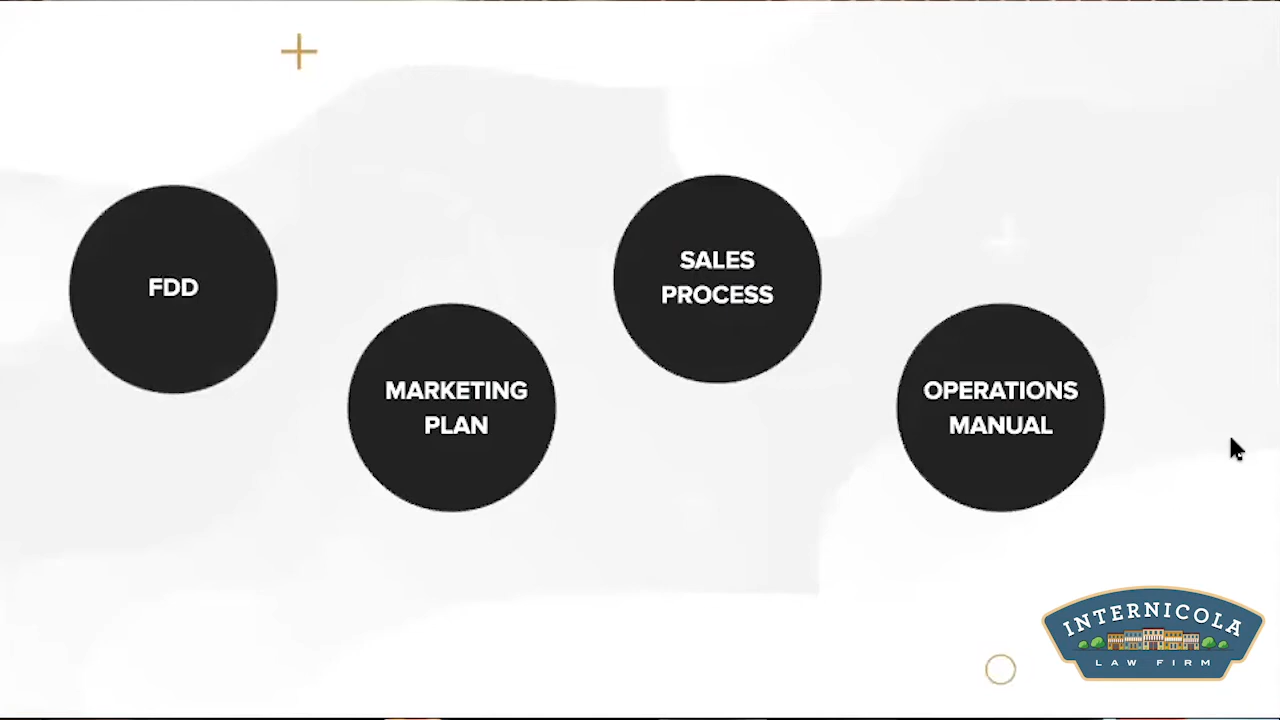 FDD
MARKETING
PLAN
SALES
PROCESS
OPERATIONS
MANUAL
INTERNICOLA
LAW FIRM